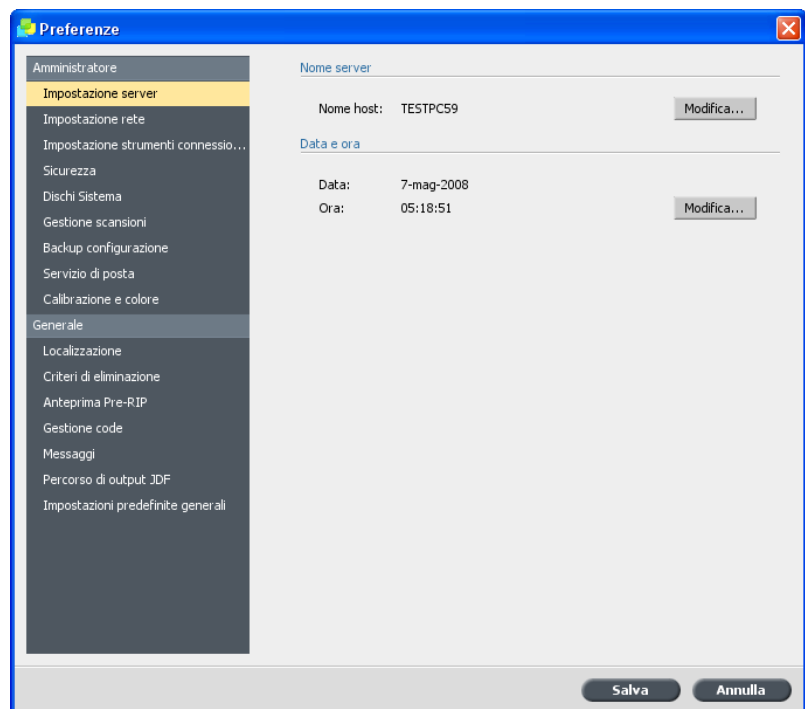 Preferenze
Amministratore
Impostazione server
Impostazione rete
Impostazione strumenti connessio...
Sicurezza
Dischi Sistema
Gestione scansioni
Backup configurazione
Servizio di posta
Calibrazione e colore
Generale
Localizzazione
Criteri di eliminazione
Anteprima Pre-RIP
Gestione code
Messaggi
Percorso di output JDF
Impostazioni predefinite generali
Nome server
Nome host: TESTPC59 Modifica...
Data e ora
Data: 7-mag-2008
Ora: 05:18:51 Modifica...
Salva Annulla